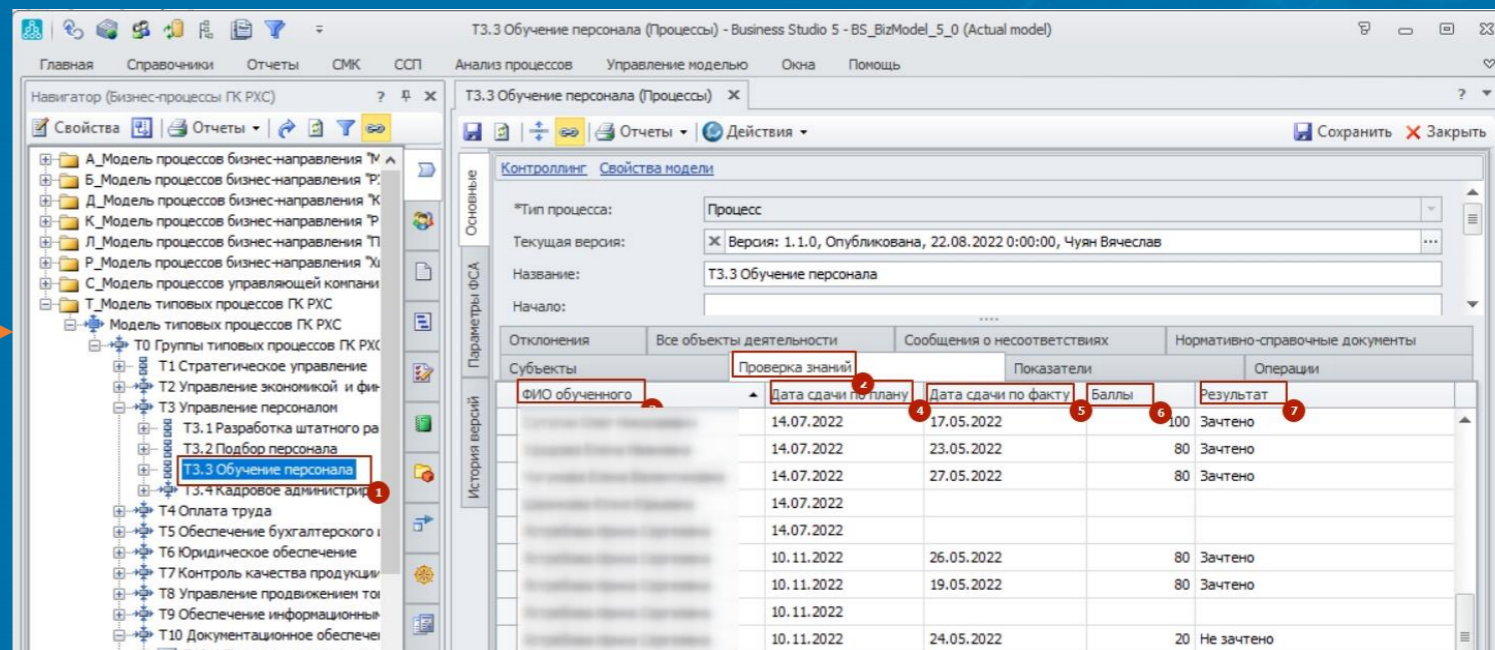 Т3.3 Обучение персонала (Процессы) - Business Studio 5 - BS_BizModel_5_0 (Actual model)
Главная Справочники Отчеты СМК ССП Анализ процессов Управление моделью Окна Помощь
Навигатор (Бизнес-процессы ГК РХС)
Свойства Отчеты
А_Модель процессов бизнес-направления "М
Б_Модель процессов бизнес-направления "Р
Д_Модель процессов бизнес-направления "К
К_Модель процессов бизнес-направления "Р
Л_Модель процессов бизнес-направления "П
Р_Модель процессов бизнес-направления "Х
С_Модель процессов управляющей компани
Т_Модель типовых процессов ГК РХС
Модель типовых процессов ГК РХС
Т0 Группы типовых процессов ГК РХС
Т1 Стратегическое управление
Т2 Управление экономикой и фин
Т3 Управление персоналом
Т3.1 Разработка штатного ра
Т3.2 Подбор персонала
Т3.3 Обучение персонала
1
Т3.4 Кадровое администрир
Т4 Оплата труда
Т5 Обеспечение бухгалтерского
Т6 Юридическое обеспечение
Т7 Контроль качества продукции
Т8 Управление продвижением то
Т9 Обеспечение информационны
Т10 Документационное обеспече
Т3.3 Обучение персонала (Процессы)
Отчеты Действия Сохранить Закрыть
Основные
Параметры ФСА
История версий
Контроллинг Свойства модели
*Тип процесса: Процесс
Текущая версия: Версия: 1.1.0, Опубликована, 22.08.2022 0:00:00, Чуян Вячеслав
Название: Т3.3 Обучение персонала
Начало:
Отклонения Все объекты деятельности Сообщения о несоответствиях Нормативно-справочные документы
Субъекты Проверка знаний 2 Показатели Операции
ФИО обученного 3 Дата сдачи по плану 4 Дата сдачи по факту 5 Баллы 6 Результат 7
14.07.2022 17.05.2022 100 Зачтено
14.07.2022 23.05.2022 80 Зачтено
14.07.2022 27.05.2022 80 Зачтено
14.07.2022
14.07.2022
10.11.2022 26.05.2022 80 Зачтено
10.11.2022 19.05.2022 80 Зачтено
10.11.2022
10.11.2022 24.05.2022 20 Не зачтено